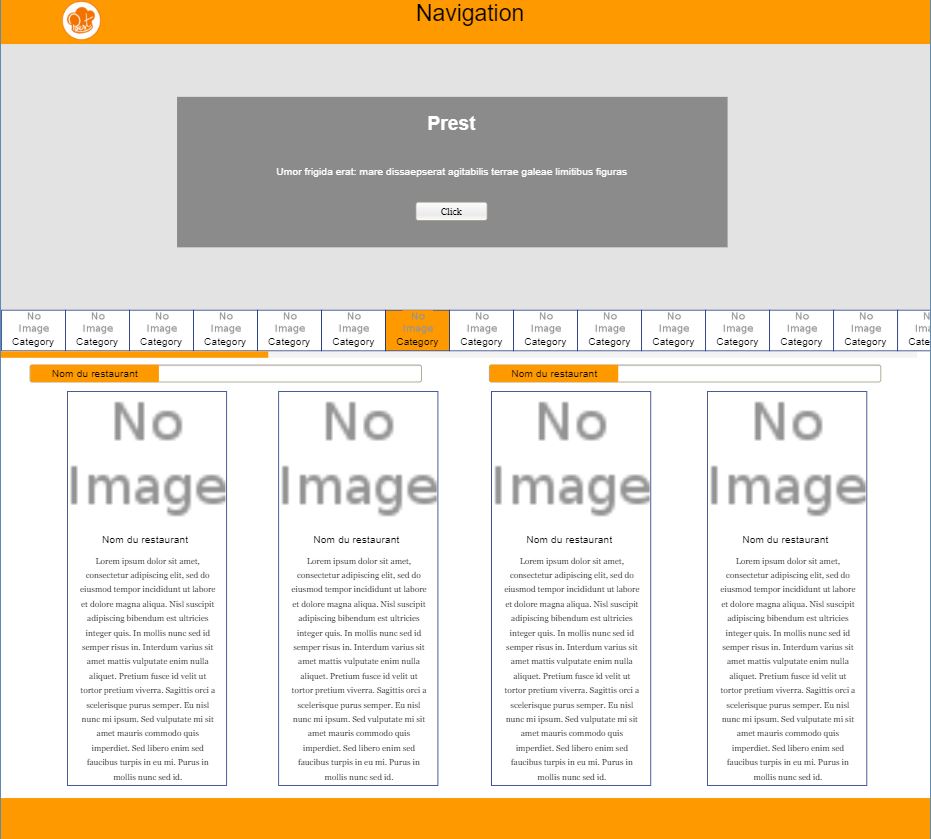 Navigation
Prest
Umor frigida erat: mare dissaepserat agitabilis terrae galeae limitibus figuras
Click
No Image Category
No Image Category
No Image Category
No Image Category
No Image Category
No Image Category
No Image Category
No Image Category
No Image Category
No Image Category
No Image Category
No Image Category
No Image Category
No Image Category
Nom du restaurant
Nom du restaurant
No
Image
Nom du restaurant
Lorem ipsum dolor sit amet,
consectetur adipiscing elit, sed do
eiusmod tempor incididunt ut labore
et dolore magna aliqua. Nisl suscipit
adipiscing bibendum est ultricies
integer quis. In mollis nunc sed id
semper risus in. Interdum varius sit
amet mattis vulputate enim nulla
aliquet. Pretium fusce id velit ut
tortor pretium viverra. Sagittis orci a
scelerisque purus semper. Eu nisl
nunc mi ipsum. Sed vulputate mi sit
amet mauris commodo quis
imperdiet. Sed libero enim sed
faucibus turpis in eu mi. Purus in
mollis nunc sed id.
No
Image
Nom du restaurant
Lorem ipsum dolor sit amet,
consectetur adipiscing elit, sed do
eiusmod tempor incididunt ut labore
et dolore magna aliqua. Nisl suscipit
adipiscing bibendum est ultricies
integer quis. In mollis nunc sed id
semper risus in. Interdum varius sit
amet mattis vulputate enim nulla
aliquet. Pretium fusce id velit ut
tortor pretium viverra. Sagittis orci a
scelerisque purus semper. Eu nisl
nunc mi ipsum. Sed vulputate mi sit
amet mauris commodo quis
imperdiet. Sed libero enim sed
faucibus turpis in eu mi. Purus in
mollis nunc sed id.
No
Image
Nom du restaurant
Lorem ipsum dolor sit amet,
consectetur adipiscing elit, sed do
eiusmod tempor incididunt ut labore
et dolore magna aliqua. Nisl suscipit
adipiscing bibendum est ultricies
integer quis. In mollis nunc sed id
semper risus in. Interdum varius sit
amet mattis vulputate enim nulla
aliquet. Pretium fusce id velit ut
tortor pretium viverra. Sagittis orci a
scelerisque purus semper. Eu nisl
nunc mi ipsum. Sed vulputate mi sit
amet mauris commodo quis
imperdiet. Sed libero enim sed
faucibus turpis in eu mi. Purus in
mollis nunc sed id.
No
Image
Nom du restaurant
Lorem ipsum dolor sit amet,
consectetur adipiscing elit, sed do
eiusmod tempor incididunt ut labore
et dolore magna aliqua. Nisl suscipit
adipiscing bibendum est ultricies
integer quis. In mollis nunc sed id
semper risus in. Interdum varius sit
amet mattis vulputate enim nulla
aliquet. Pretium fusce id velit ut
tortor pretium viverra. Sagittis orci a
scelerisque purus semper. Eu nisl
nunc mi ipsum. Sed vulputate mi sit
amet mauris commodo quis
imperdiet. Sed libero enim sed
faucibus turpis in eu mi. Purus in
mollis nunc sed id.